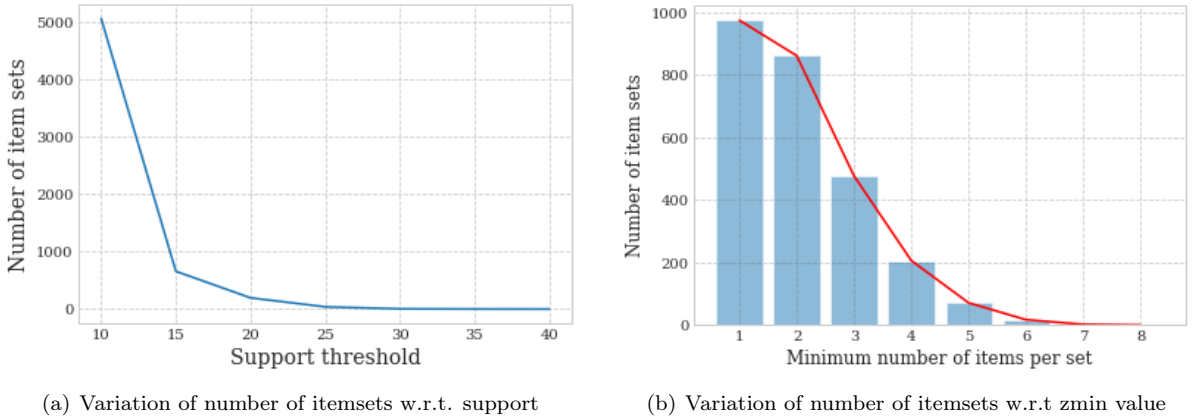 Number of item sets
5000
4000
3000
2000
1000
0
10 15 20 25 30 35 40
Support threshold
(a) Variation of number of itemsets w.r.t. support
Number of item sets
1000
800
600
400
200
0
1 2 3 4 5 6 7 8
Minimum number of items per set
(b) Variation of number of itemsets w.r.t zmin value